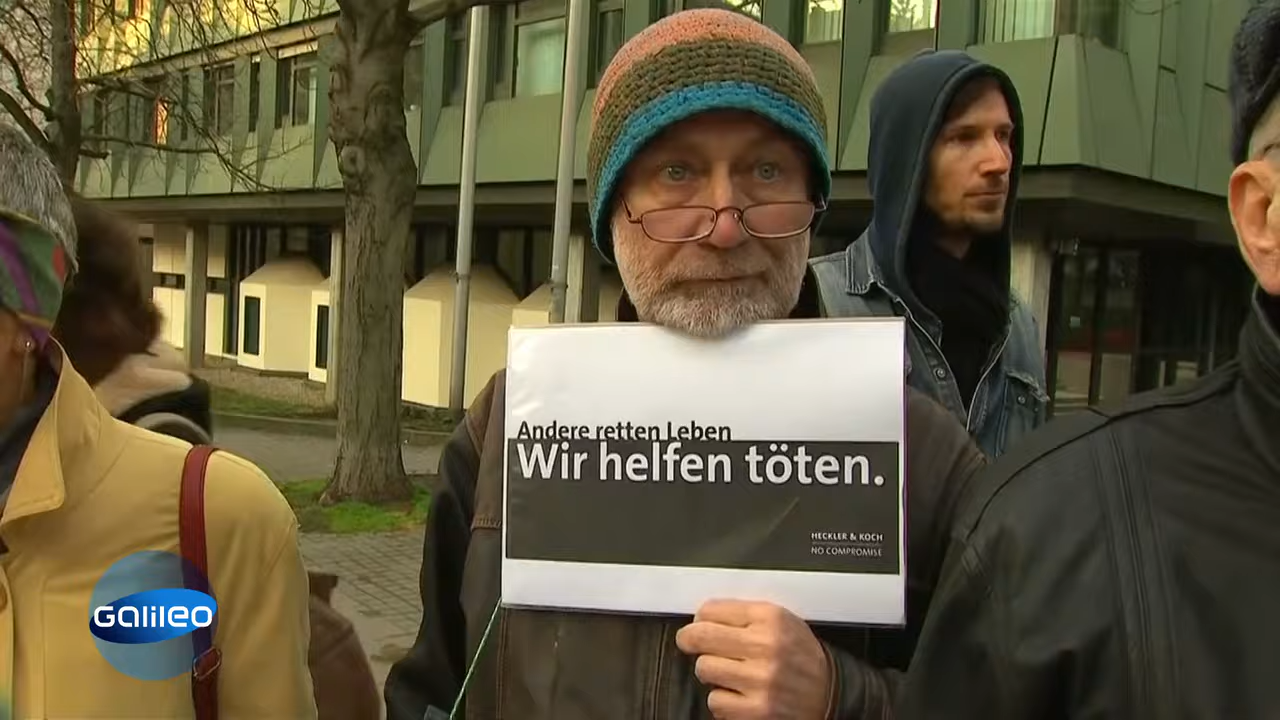 Andere retten Leben
Wir helfen töten.
HECKLER & KOCH
NO COMPROMISE
GALILEO